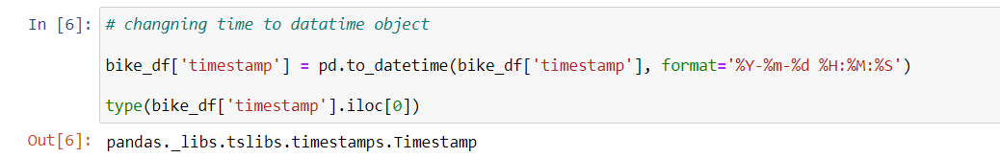 In [6]: # changning time to datatime object
bike_df['timestamp'] = pd.to_datetime(bike_df['timestamp'], format='%Y-%m-%d %H:%M:%S')
type(bike_df['timestamp'].iloc[0])
Out[6]: pandas._libs.tslibs.timestamps.Timestamp